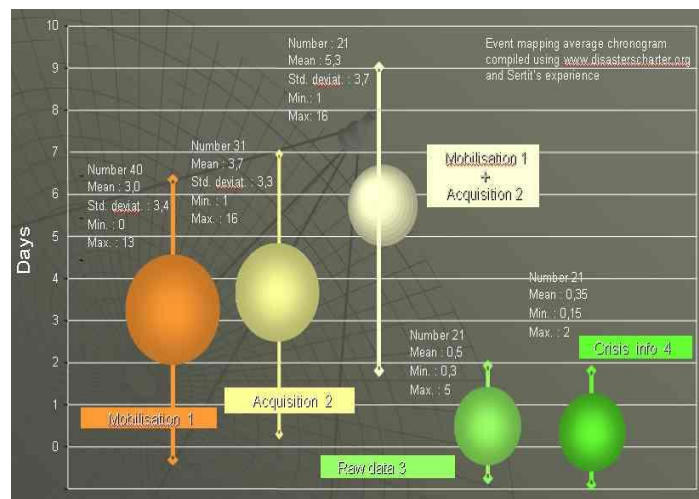 10
9
8
7
6
5
4
3
2
1
0
Days
Number : 21
Mean : 5,3
Std. deviat. : 3,7
Min.: 1
Max: 16
Event mapping average chronogram
compiled using www.disasterscharter.org
and Sertit's experience
Number 31
Mean : 3,7
Std. deviat. : 3,3
Min. : 1
Max. : 16
Number 40
Mean : 3,0
Std. deviat. : 3,4
Min. : 0
Max. : 13
Mobilisation 1
+
Acquisition 2
Number 21
Mean : 0,35
Min. : 0,15
Max. : 2
Number 21
Mean : 0,5
Min. : 0,3
Max. : 5
Crisis info 4
Acquisition 2
Mobilisation 1
Raw data 3